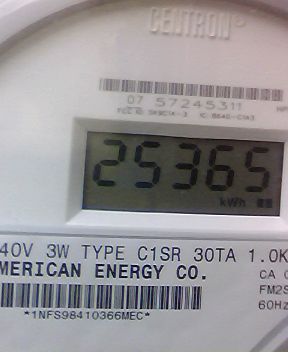 CENTRON
07 57245311
25365
kWh
40V 3W TYPE C1SR 30TA 1.0K
MERICAN ENERGY CO.
CA
FM2S
60Hz
*1NFS98410366MEC*